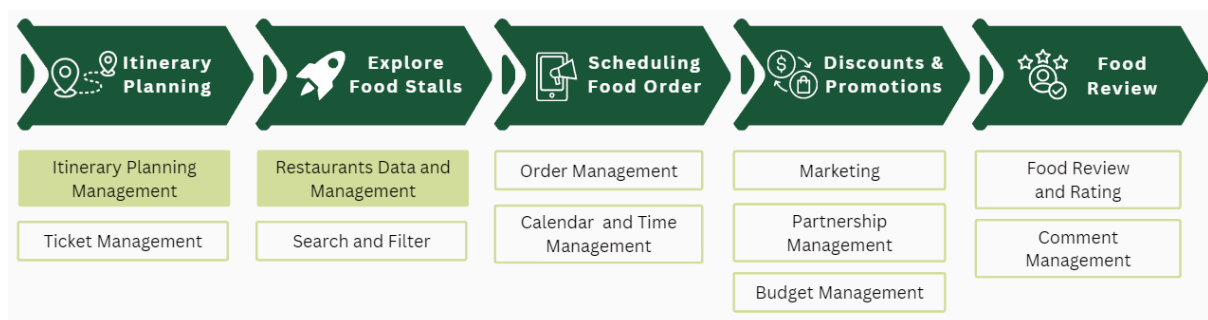 Itinerary
Planning
Explore
Food Stalls
Scheduling
Food Order
Discounts &
Promotions
Food
Review
Itinerary Planning
Management
Ticket Management
Restaurants Data and
Management
Search and Filter
Order Management
Calendar and Time
Management
Marketing
Partnership
Management
Budget Management
Food Review
and Rating
Comment
Management